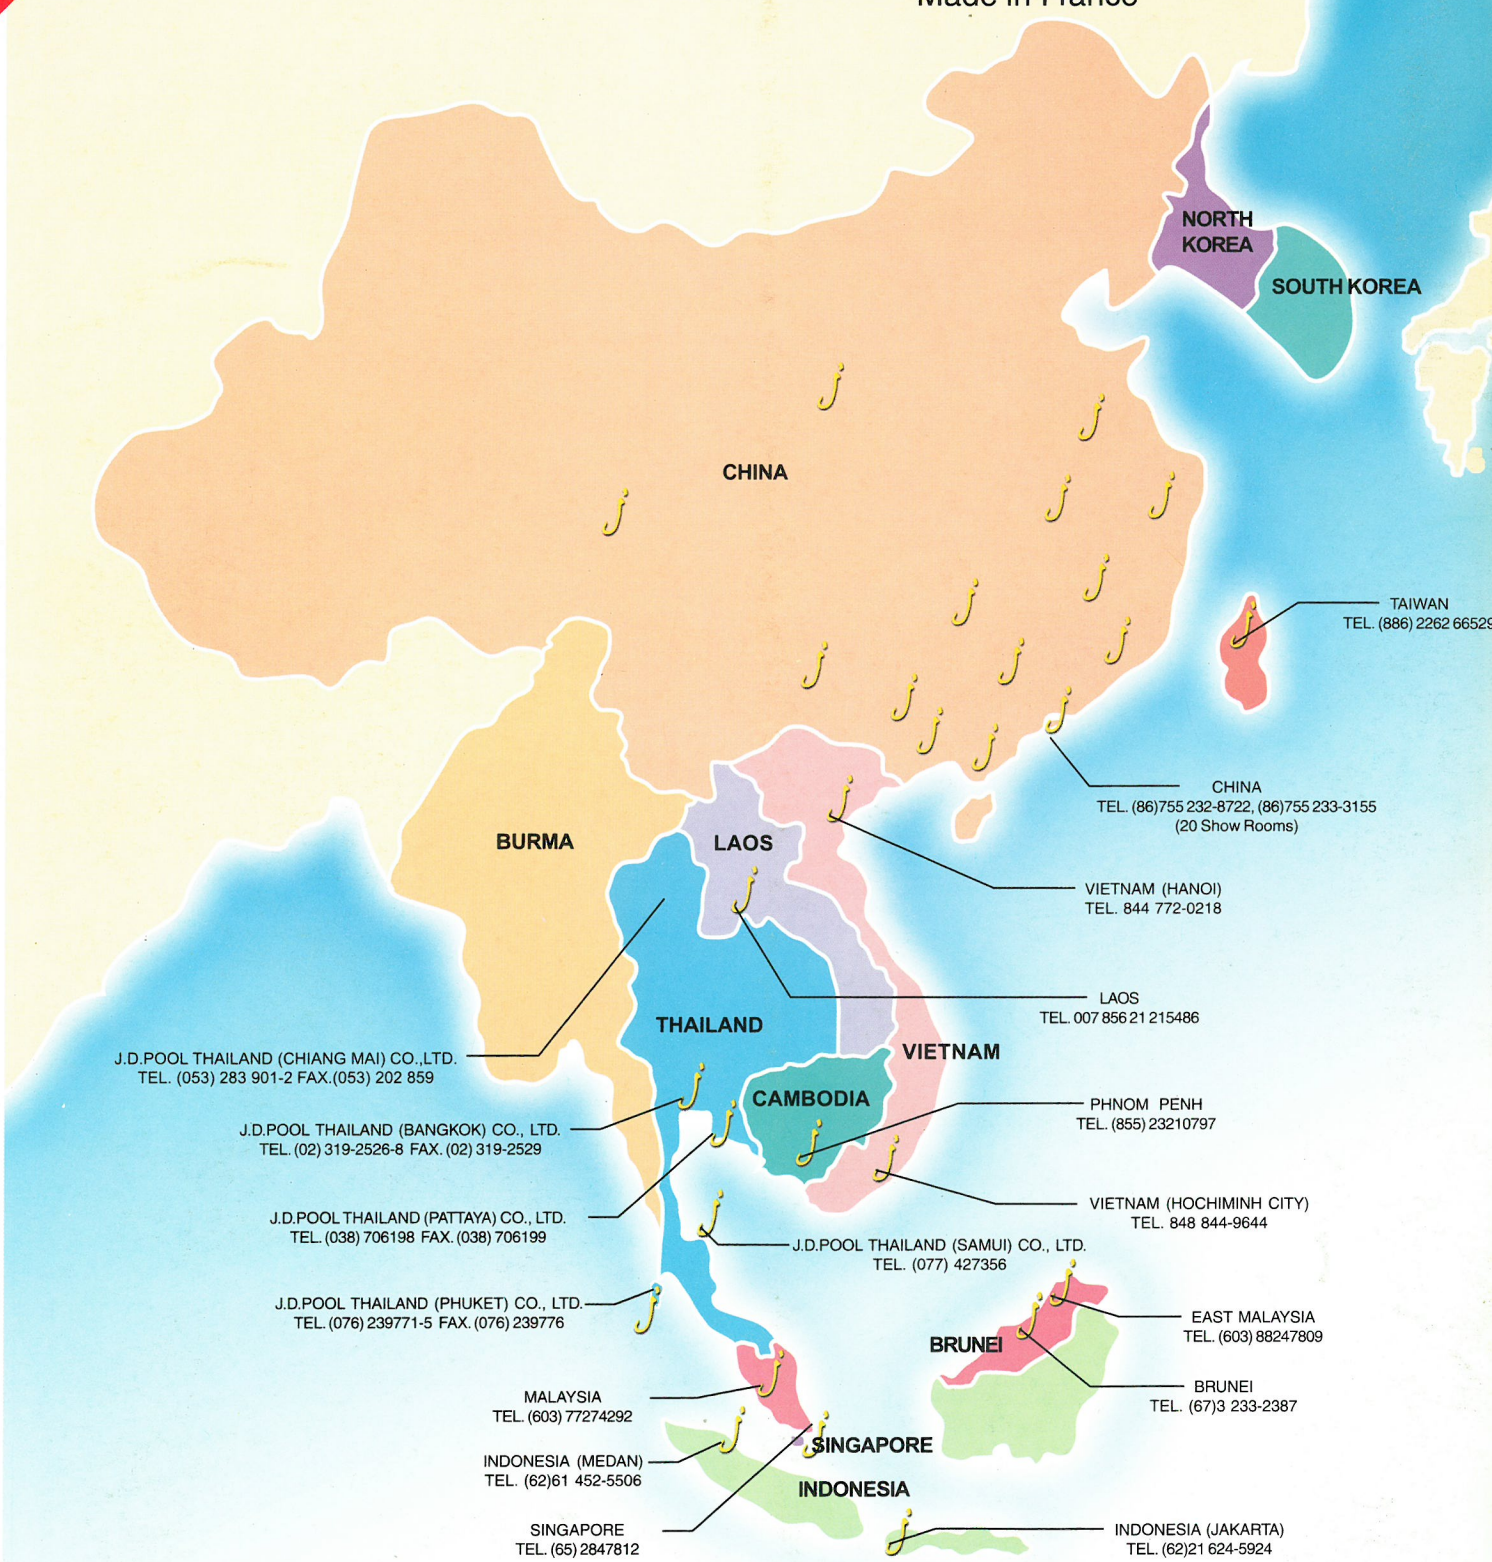 Made in France
NORTH
KOREA
SOUTH KOREA
CHINA
TAIWAN
TEL. (886) 2262 66529
CHINA
TEL. (86)755 232-8722, (86)755 233-3155
(20 Show Rooms)
BURMA
LAOS
VIETNAM (HANOI)
TEL. 844 772-0218
LAOS
TEL. 007 856 21 215486
THAILAND
VIETNAM
J.D.POOL THAILAND (CHIANG MAI) CO.,LTD.
TEL. (053) 283 901-2 FAX.(053) 202 859
CAMBODIA
PHNOM PENH
TEL. (855) 23210797
J.D.POOL THAILAND (BANGKOK) CO., LTD.
TEL. (02) 319-2526-8 FAX. (02) 319-2529
VIETNAM (HOCHIMINH CITY)
TEL. 848 844-9644
J.D.POOL THAILAND (PATTAYA) CO., LTD.
TEL. (038) 706198 FAX. (038) 706199
J.D.POOL THAILAND (SAMUI) CO., LTD.
TEL. (077) 427356
J.D.POOL THAILAND (PHUKET) CO., LTD.
TEL. (076) 239771-5 FAX. (076) 239776
EAST MALAYSIA
TEL. (603) 88247809
BRUNEI
BRUNEI
TEL. (67)3 233-2387
MALAYSIA
TEL. (603) 77274292
SINGAPORE
INDONESIA (MEDAN)
TEL. (62)61 452-5506
INDONESIA
SINGAPORE
TEL. (65) 2847812
INDONESIA (JAKARTA)
TEL. (62)21 624-5924